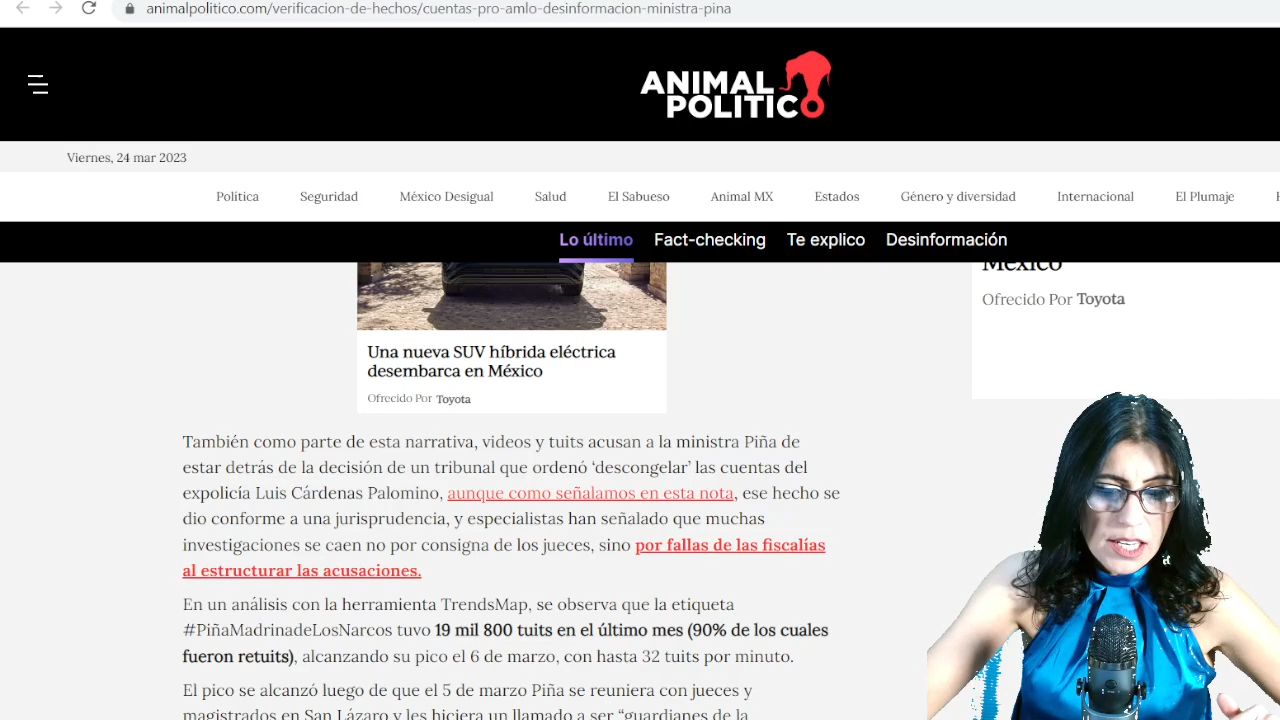 animalpolitico.com/verificacion-de-hechos/cuentas-pro-amlo-desinformacion-ministra-pina
ANIMAL
POLITICO
Viernes, 24 mar 2023
Política Seguridad México Desigual Salud El Sabueso Animal MX Estados Género y diversidad Internacional El Plumaje
Lo último Fact-checking Te explico Desinformación
México
Ofrecido Por Toyota
Una nueva SUV híbrida eléctrica
desembarca en México
Ofrecido Por Toyota
También como parte de esta narrativa, videos y tuits acusan a la ministra Piña de
estar detrás de la decisión de un tribunal que ordenó ‘descongelar’ las cuentas del
expolicía Luis Cárdenas Palomino, aunque como señalamos en esta nota, ese hecho se
dio conforme a una jurisprudencia, y especialistas han señalado que muchas
investigaciones se caen no por consigna de los jueces, sino por fallas de las fiscalías
al estructurar las acusaciones.
En un análisis con la herramienta TrendsMap, se observa que la etiqueta
#PiñaMadrinadeLosNarcos tuvo 19 mil 800 tuits en el último mes (90% de los cuales
fueron retuits), alcanzando su pico el 6 de marzo, con hasta 32 tuits por minuto.
El pico se alcanzó luego de que el 5 de marzo Piña se reuniera con jueces y
magistrados en San Lázaro y les hiciera un llamado a ser “guardianes de la